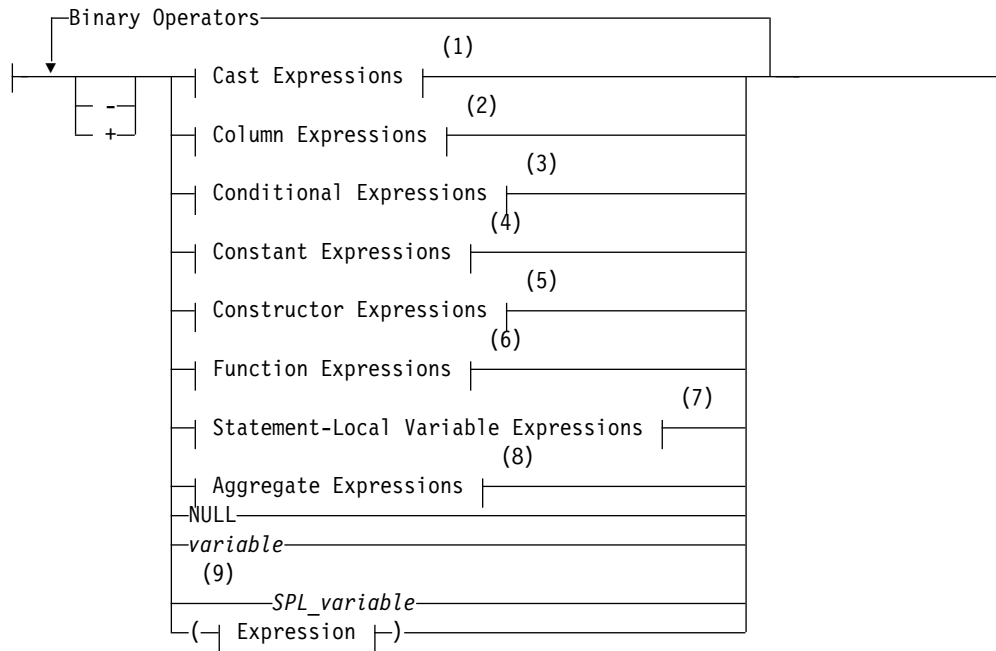 Binary Operators
(1)
Cast Expressions
-
(2)
+
Column Expressions
(3)
Conditional Expressions
(4)
Constant Expressions
(5)
Constructor Expressions
(6)
Function Expressions
(7)
Statement-Local Variable Expressions
(8)
Aggregate Expressions
NULL
variable
(9)
SPL_variable
( Expression )